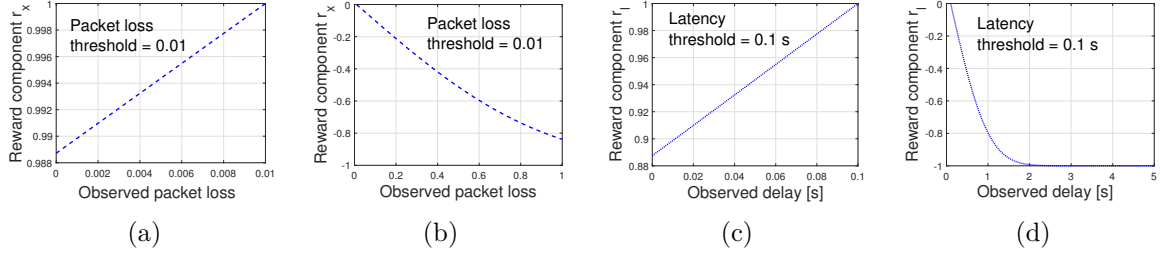 Reward component r_x
1
0.998
0.996
0.994
0.992
0.99
0.988
Packet loss
threshold = 0.01
0
0.002
0.004
0.006
0.008
0.01
Observed packet loss
(a)
Reward component r_x
0
-0.2
-0.4
-0.6
-0.8
-1
Packet loss
threshold = 0.01
0
0.2
0.4
0.6
0.8
1
Observed packet loss
(b)
Reward component r_l
1
0.98
0.96
0.94
0.92
0.9
0.88
Latency
threshold = 0.1 s
0
0.02
0.04
0.06
0.08
0.1
Observed delay [s]
(c)
Reward component r_l
0
-0.2
-0.4
-0.6
-0.8
-1
Latency
threshold = 0.1 s
0
1
2
3
4
5
Observed delay [s]
(d)